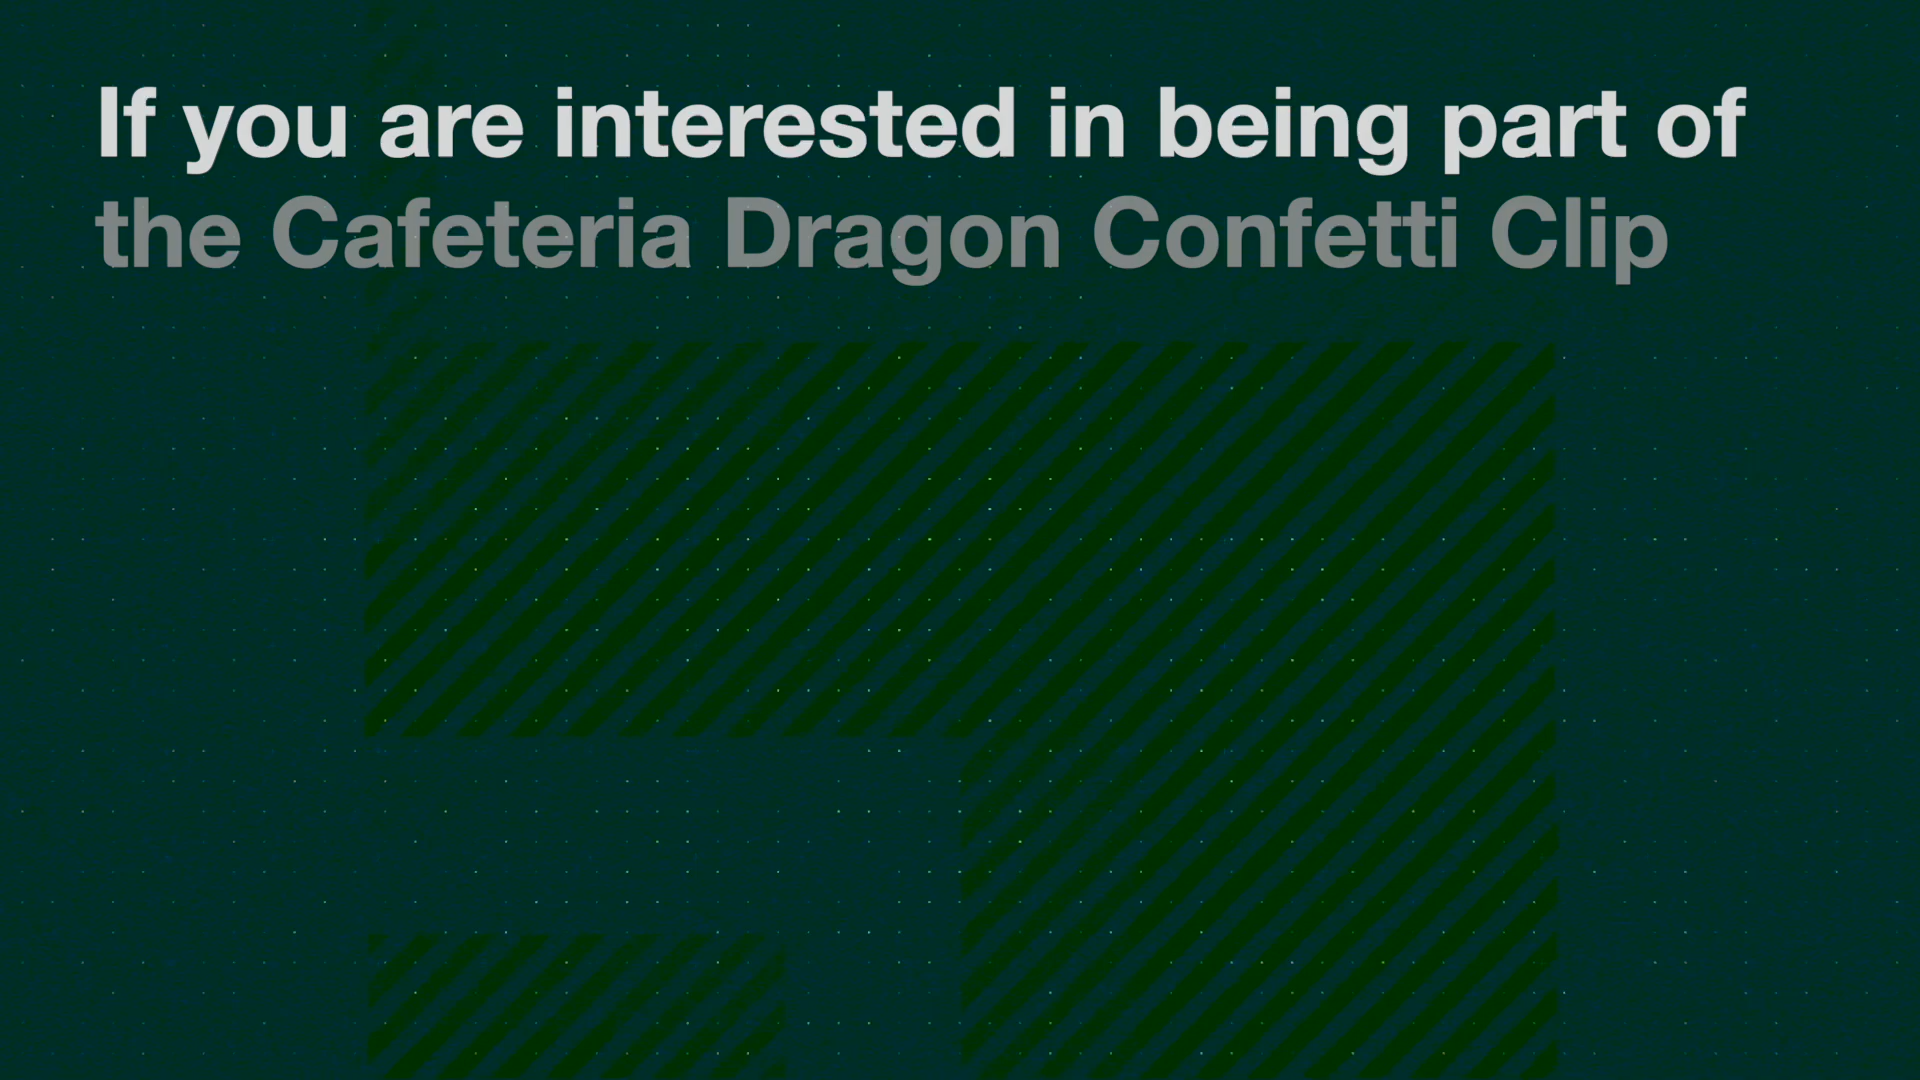 If you are interested in being part of
the Cafeteria Dragon Confetti Clip